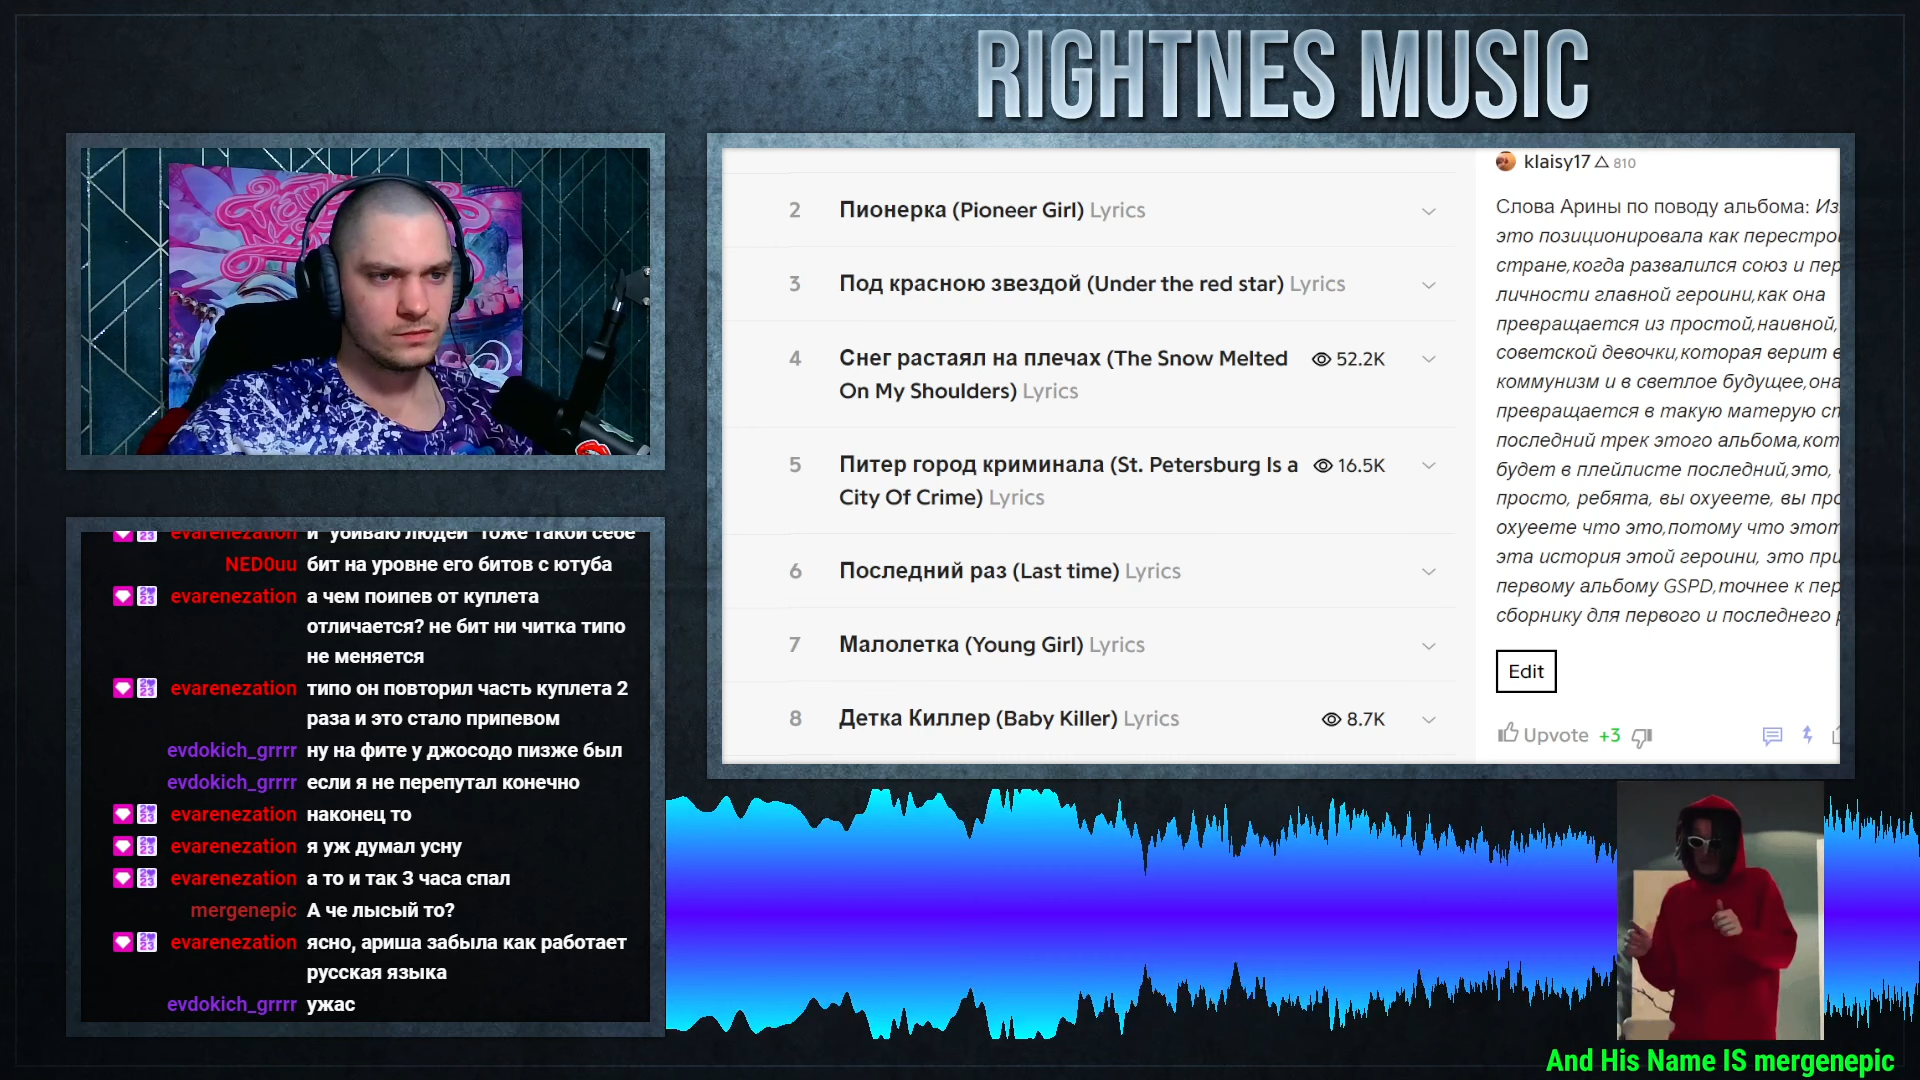 RIGHTNES MUSIC
evarenezation и "убиваю людей" тоже такой себе
NED0uu бит на уровне его битов с ютуба
evarenezation а чем поипев от куплета
отличается? не бит ни читка типо
не меняется
evarenezation типо он повторил часть куплета 2
раза и это стало припевом
evdokich_grrrr ну на фите у джосодо пизже был
evdokich_grrrr если я не перепутал конечно
evarenezation наконец то
evarenezation я уж думал усну
evarenezation а то и так 3 часа спал
mergenepic А че лысый то?
evarenezation ясно, ариша забыла как работает
русская языка
evdokich_grrrr ужас
2 Пионерка (Pioneer Girl) Lyrics
3 Под красною звездой (Under the red star) Lyrics
4 Снег растаял на плечах (The Snow Melted 52.2K
On My Shoulders) Lyrics
5 Питер город криминала (St. Petersburg Is a 16.5K
City Of Crime) Lyrics
6 Последний раз (Last time) Lyrics
7 Малолетка (Young Girl) Lyrics
8 Детка Киллер (Baby Killer) Lyrics 8.7K
klaisy17 810
Слова Арины по поводу альбома: Из
это позиционировала как перестро
стране,когда развалился союз и пер
личности главной героини,как она
превращается из простой,наивной,
советской девочки,которая верит в
коммунизм и в светлое будущее,она
превращается в такую матерую ст
последний трек этого альбома,кот
будет в плейлисте последний,это,
просто, ребята, вы охуеете, вы про
охуеете что это,потому что этот
эта история этой героини, это при
первому альбому GSPD,точнее к пер
сборнику для первого и последнего
Edit
Upvote +3
And His Name IS mergenepic